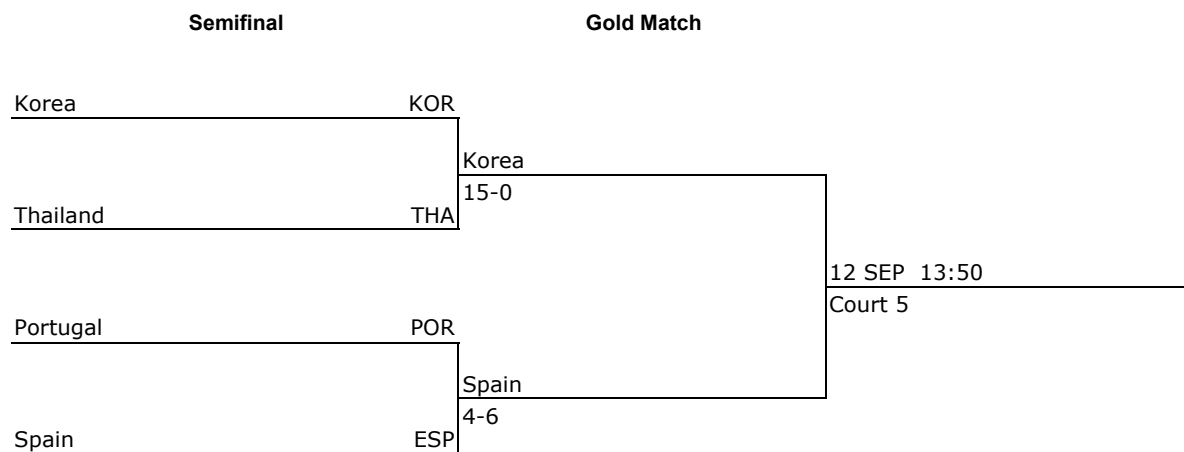 Semifinal Gold Match
Korea KOR
Korea
15-0
Thailand THA
12 SEP 13:50
Court 5
Portugal POR
Spain
4-6
Spain ESP